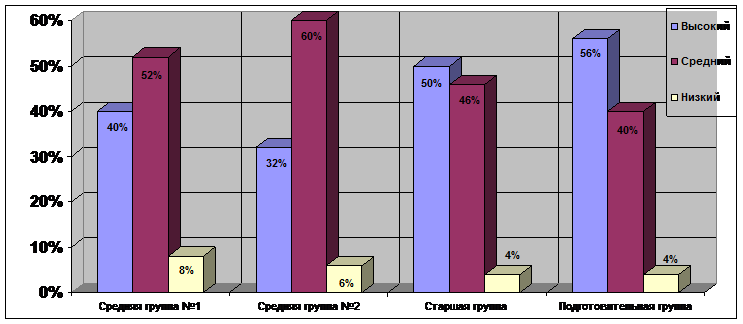 60%
50%
40%
30%
20%
10%
0%
40%
52%
8%
32%
60%
6%
50%
46%
4%
56%
40%
4%
Средняя группа №1
Средняя группа №2
Старшая группа
Подготовительная группа
Высокий
Средний
Низкий